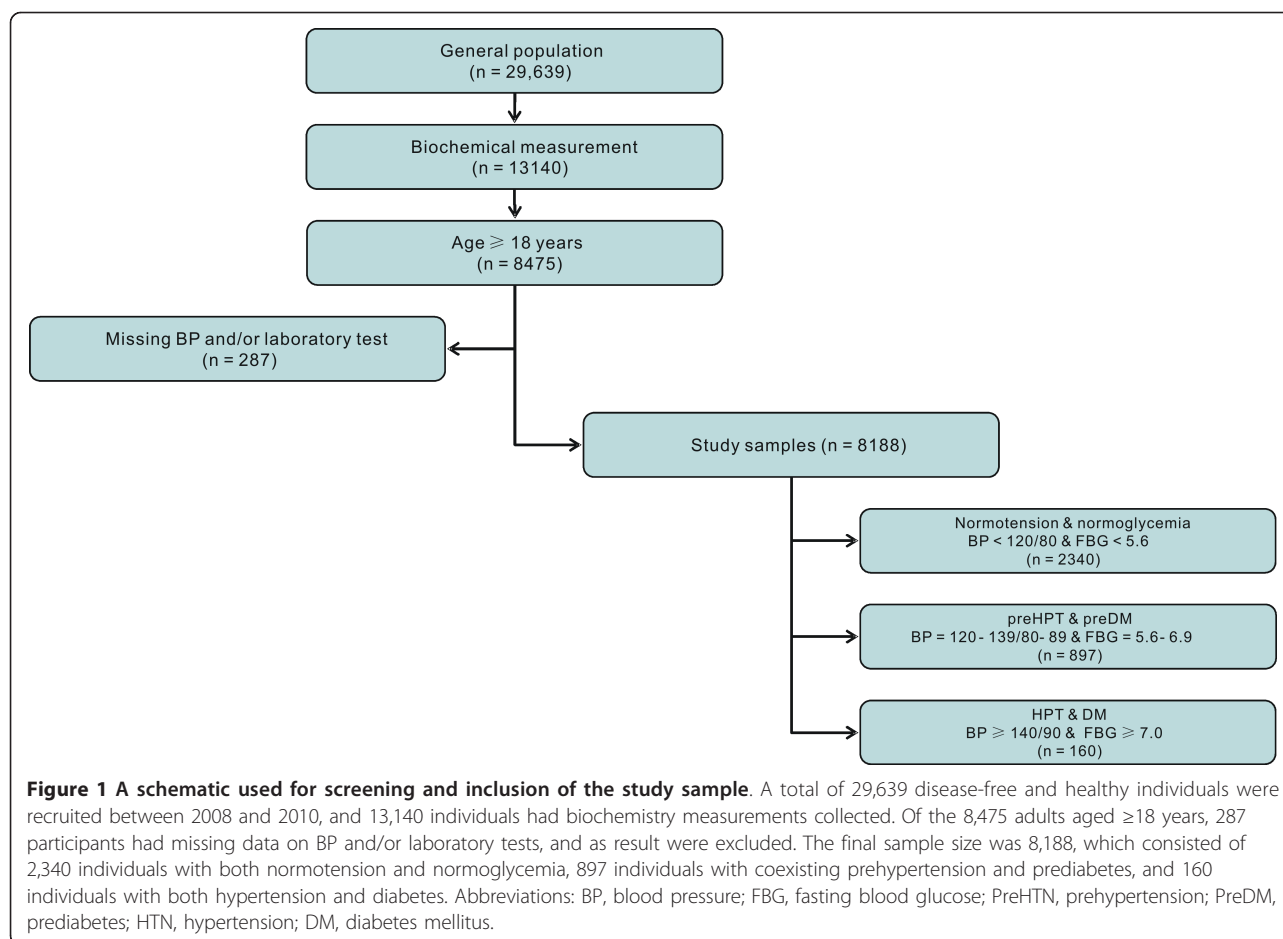 General population
(n = 29,639)
Biochemical measurement
(n = 13140)
Age ⩾ 18 years
(n = 8475)
Missing BP and/or laboratory test
(n = 287)
Study samples (n = 8188)
Normotension & normoglycemia
BP < 120/80 & FBG < 5.6
(n = 2340)
preHPT & preDM
BP = 120 - 139/80- 89 & FBG = 5.6- 6.9
(n = 897)
HPT & DM
BP ⩾ 140/90 & FBG ⩾ 7.0
(n = 160)
Figure 1 A schematic used for screening and inclusion of the study sample. A total of 29,639 disease-free and healthy individuals were
recruited between 2008 and 2010, and 13,140 individuals had biochemistry measurements collected. Of the 8,475 adults aged ≥18 years, 287
participants had missing data on BP and/or laboratory tests, and as result were excluded. The final sample size was 8,188, which consisted of
2,340 individuals with both normotension and normoglycemia, 897 individuals with coexisting prehypertension and prediabetes, and 160
individuals with both hypertension and diabetes. Abbreviations: BP, blood pressure; FBG, fasting blood glucose; PreHTN, prehypertension; PreDM,
prediabetes; HTN, hypertension; DM, diabetes mellitus.